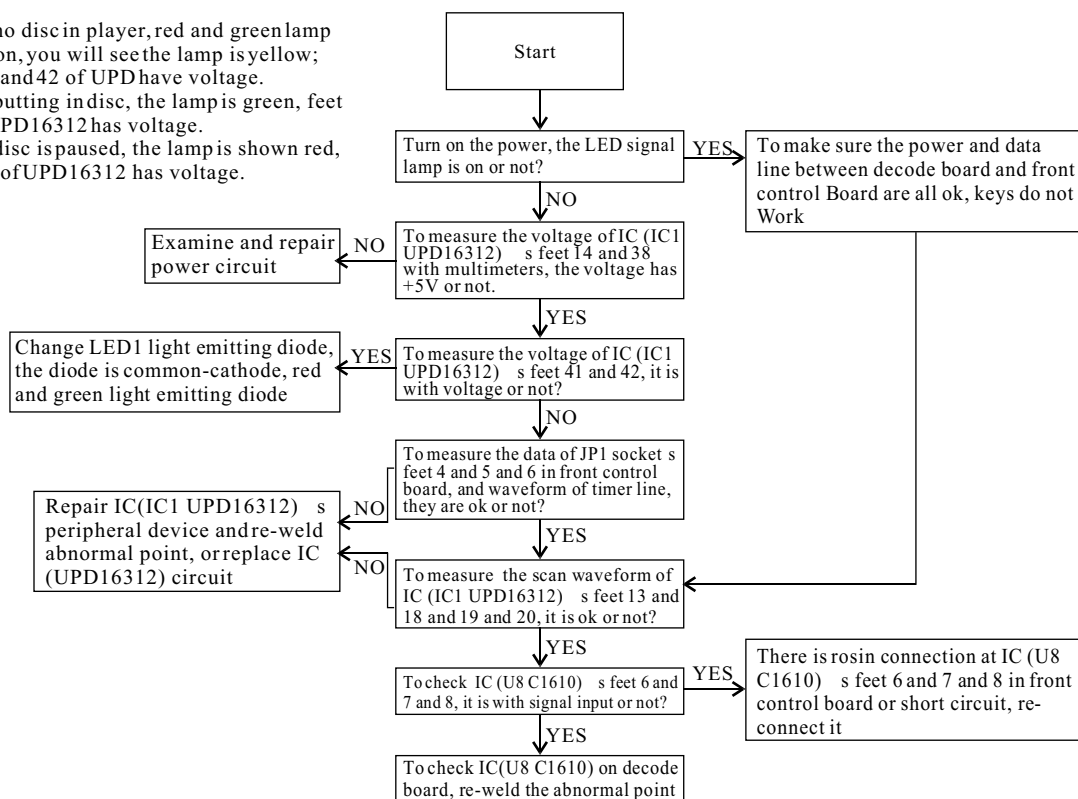 no disc in player, red and green lamp
on, you will see the lamp is yellow;
and 42 of UPD have voltage.
putting in disc, the lamp is green, feet
PD16312 has voltage.
disc is paused, the lamp is shown red,
of UPD16312 has voltage.
Start
Turn on the power, the LED signal
lamp is on or not?
YES
To make sure the power and data
line between decode board and front
control Board are all ok, keys do not
Work
NO
Examine and repair
power circuit
NO
To measure the voltage of IC (IC1
UPD16312) s feet 14 and 38
with multimeters, the voltage has
+5V or not.
YES
Change LED1 light emitting diode,
the diode is common-cathode, red
and green light emitting diode
YES
To measure the voltage of IC (IC1
UPD16312) s feet 41 and 42, it is
with voltage or not?
NO
To measure the data of JP1 socket s
feet 4 and 5 and 6 in front control
board, and waveform of timer line,
they are ok or not?
Repair IC(IC1 UPD16312) s
peripheral device and re-weld
abnormal point, or replace IC
(UPD16312) circuit
NO
YES
NO
To measure the scan waveform of
IC (IC1 UPD16312) s feet 13 and
18 and 19 and 20, it is ok or not?
YES
To check IC (U8 C1610) s feet 6 and
7 and 8, it is with signal input or not?
YES
There is rosin connection at IC (U8
C1610) s feet 6 and 7 and 8 in front
control board or short circuit, re-
connect it
YES
To check IC(U8 C1610) on decode
board, re-weld the abnormal point